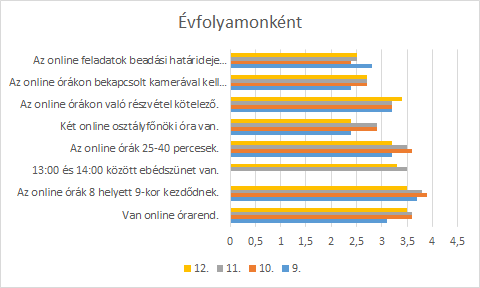 Évfolyamonként
Az online feladatok beadási határideje…
Az online órákon bekapcsolt kamerával kell…
Az online órákon való részvétel kötelező.
Két online osztályfőnöki óra van.
Az online órák 25-40 percesek.
13:00 és 14:00 között ebédszünet van.
Az online órák 8 helyett 9-kor kezdődnek.
Van online órarend.
0 0,5 1 1,5 2 2,5 3 3,5 4 4,5
12. 11. 10. 9.